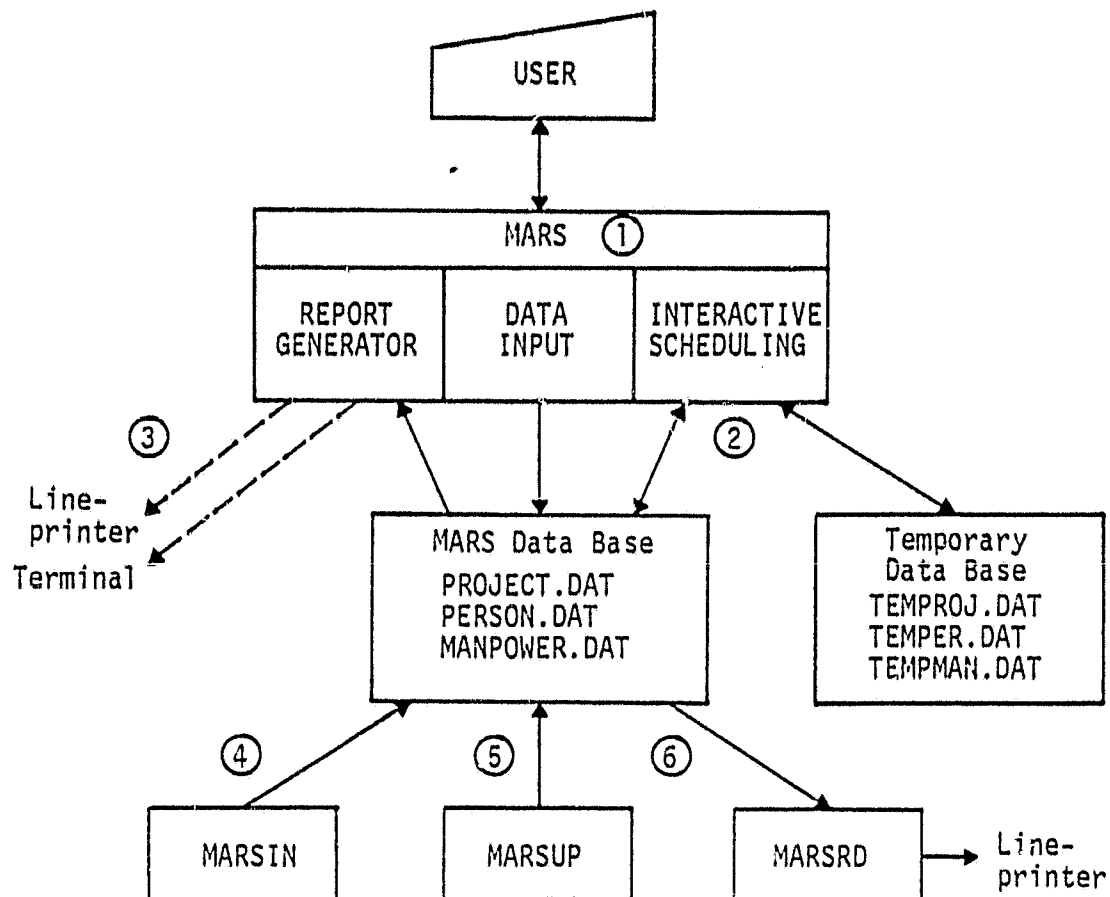 USER
MARS ①
REPORT
GENERATOR
DATA
INPUT
INTERACTIVE
SCHEDULING
③
②
Line-
printer
Terminal
MARS Data Base
PROJECT.DAT
PERSON.DAT
MANPOWER.DAT
Temporary
Data Base
TEMPROJ.DAT
TEMPER.DAT
TEMPMAN.DAT
④
⑤
⑥
MARSIN
MARSUP
MARSRD
Line-
printer